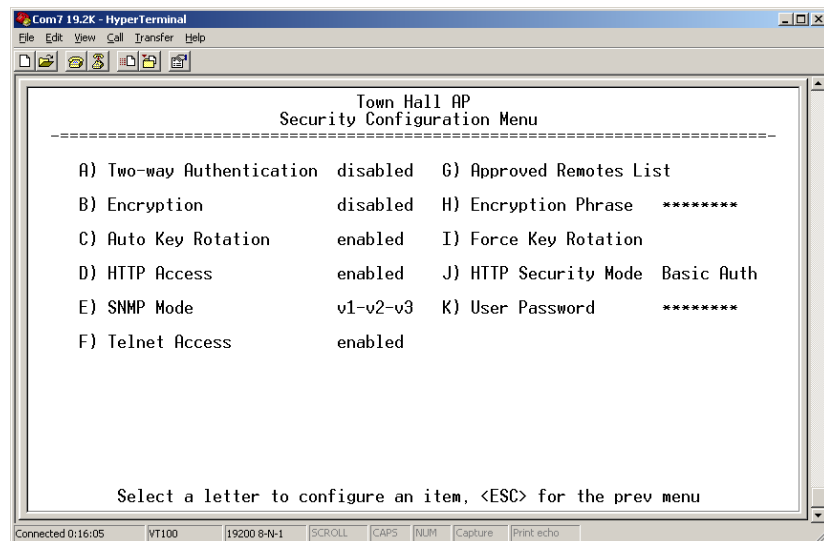 Com7 19.2K - HyperTerminal
File Edit View Call Transfer Help
Town Hall AP
Security Configuration Menu
-==========================================================================-
A) Two-way Authentication disabled G) Approved Remotes List
B) Encryption disabled H) Encryption Phrase ********
C) Auto Key Rotation enabled I) Force Key Rotation
D) HTTP Access enabled J) HTTP Security Mode Basic Auth
E) SNMP Mode v1-v2-v3 K) User Password ********
F) Telnet Access enabled
Select a letter to configure an item, <ESC> for the prev menu
Connected 0:16:05 VT100 19200 8-N-1 SCROLL CAPS NUM Capture Print echo